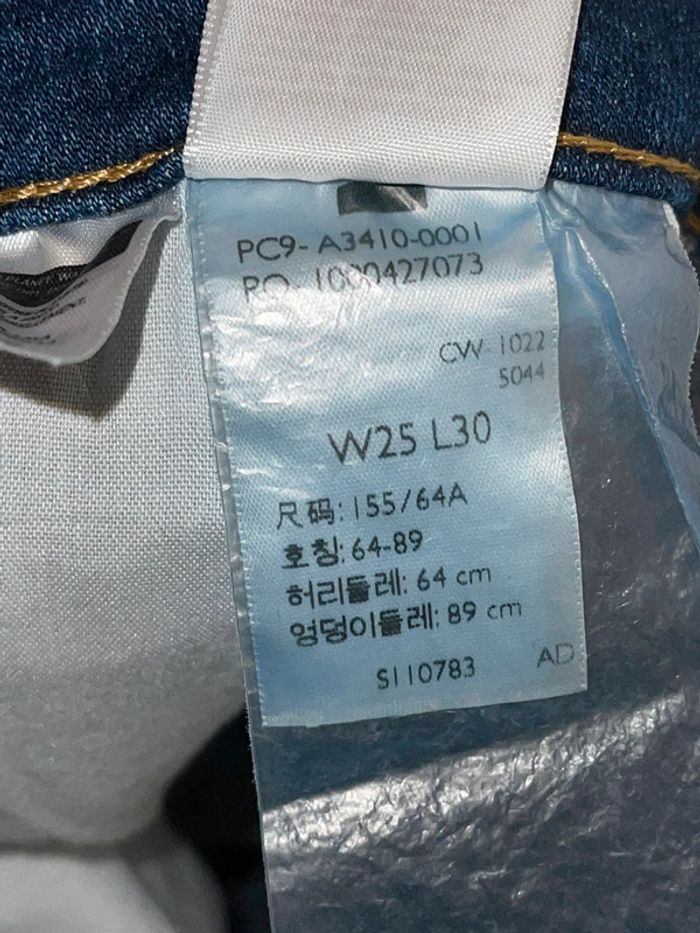 PC9- A3410-0001
RO- 1000427073
CW- 1022
5044
W25 L30
尺码: 155/64A
호칭: 64-89
허리둘레: 64 cm
엉덩이둘레: 89 cm
S110783
AD